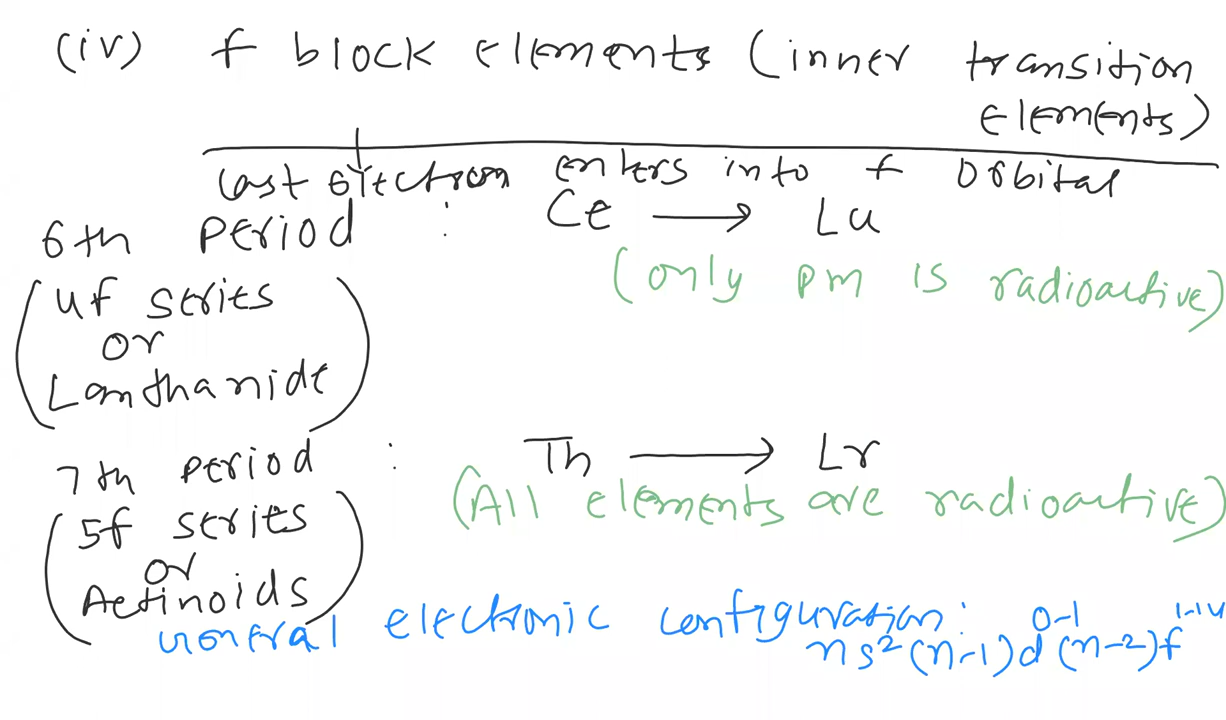 (iv) f block elements (inner transition
elements)
Last electron enters into f orbital
6th period : Ce → Lu
(only pm is radioactive)
(4f series
or
Lanthanide)
7th period : Th → Lr
(All elements are radioactive)
(5f series
or
Actinoids)
General electronic configuration: ns²(n-1)d⁰⁻¹(n-2)f¹⁻¹⁴